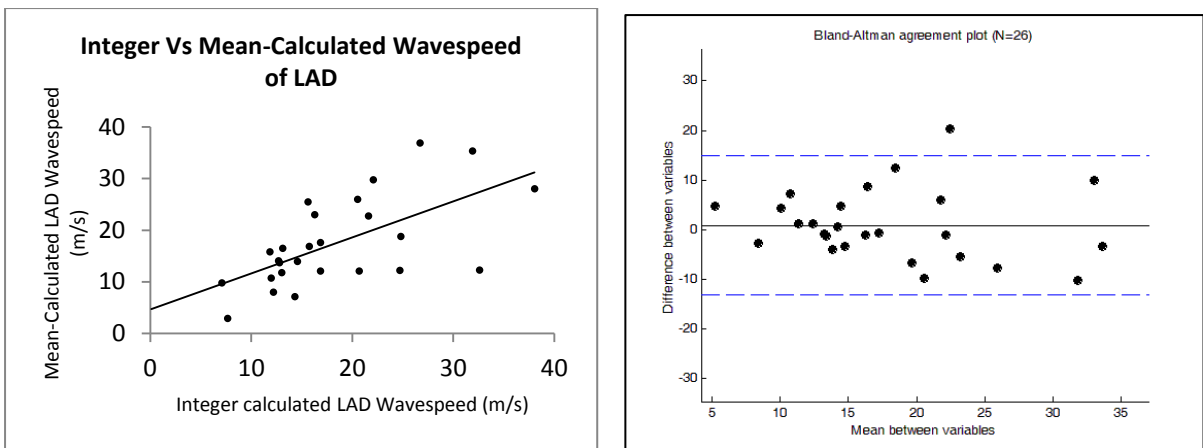 Integer Vs Mean-Calculated Wavespeed
of LAD
Mean-Calculated LAD Wavespeed
(m/s)
40
30
20
10
0
0 10 20 30 40
Integer calculated LAD Wavespeed (m/s)
Bland-Altman agreement plot (N=26)
Difference between variables
30
20
10
0
-10
-20
-30
5 10 15 20 25 30 35
Mean between variables